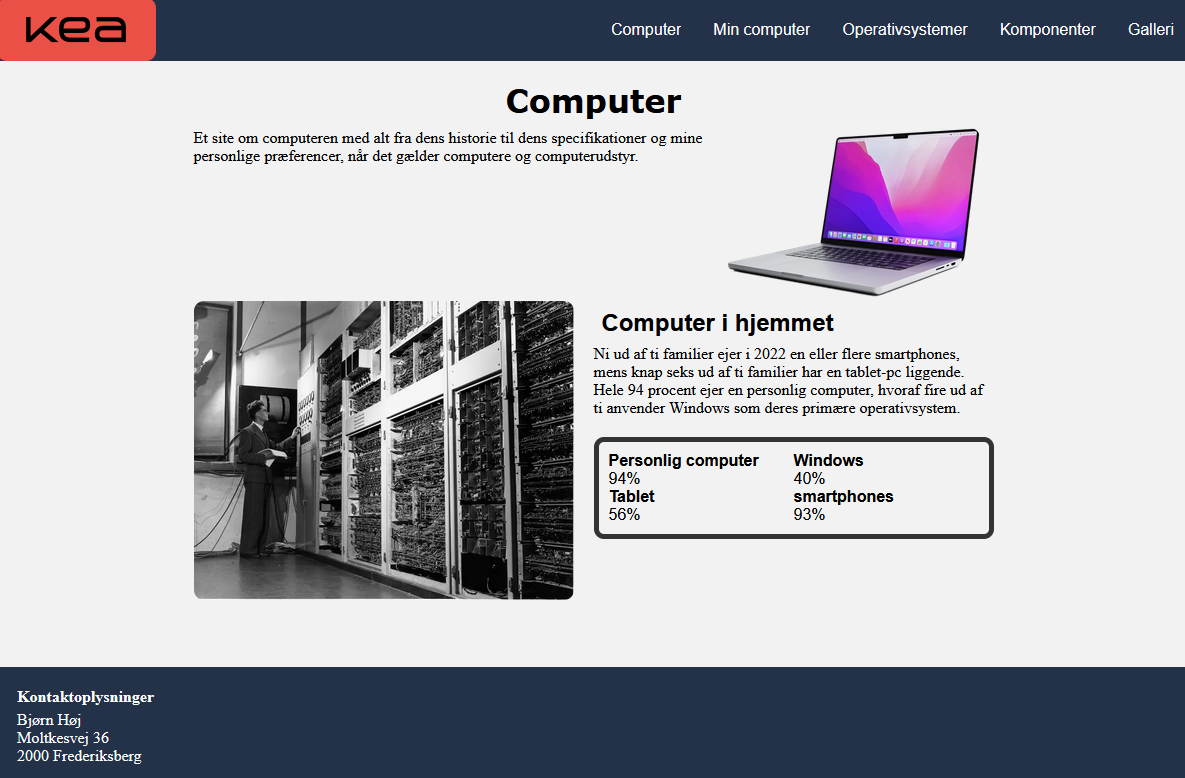 kea
Computer
Min computer
Operativsystemer
Komponenter
Galleri
Computer
Et site om computeren med alt fra dens historie til dens specifikationer og mine
personlige præferencer, når det gælder computere og computerudstyr.
Computer i hjemmet
Ni ud af ti familier ejer i 2022 en eller flere smartphones,
mens knap seks ud af ti familier har en tablet-pc liggende.
Hele 94 procent ejer en personlig computer, hvoraf fire ud af
ti anvender Windows som deres primære operativsystem.
Personlig computer
94%
Windows
40%
Tablet
56%
smartphones
93%
Kontaktoplysninger
Bjørn Høj
Moltkesvej 36
2000 Frederiksberg